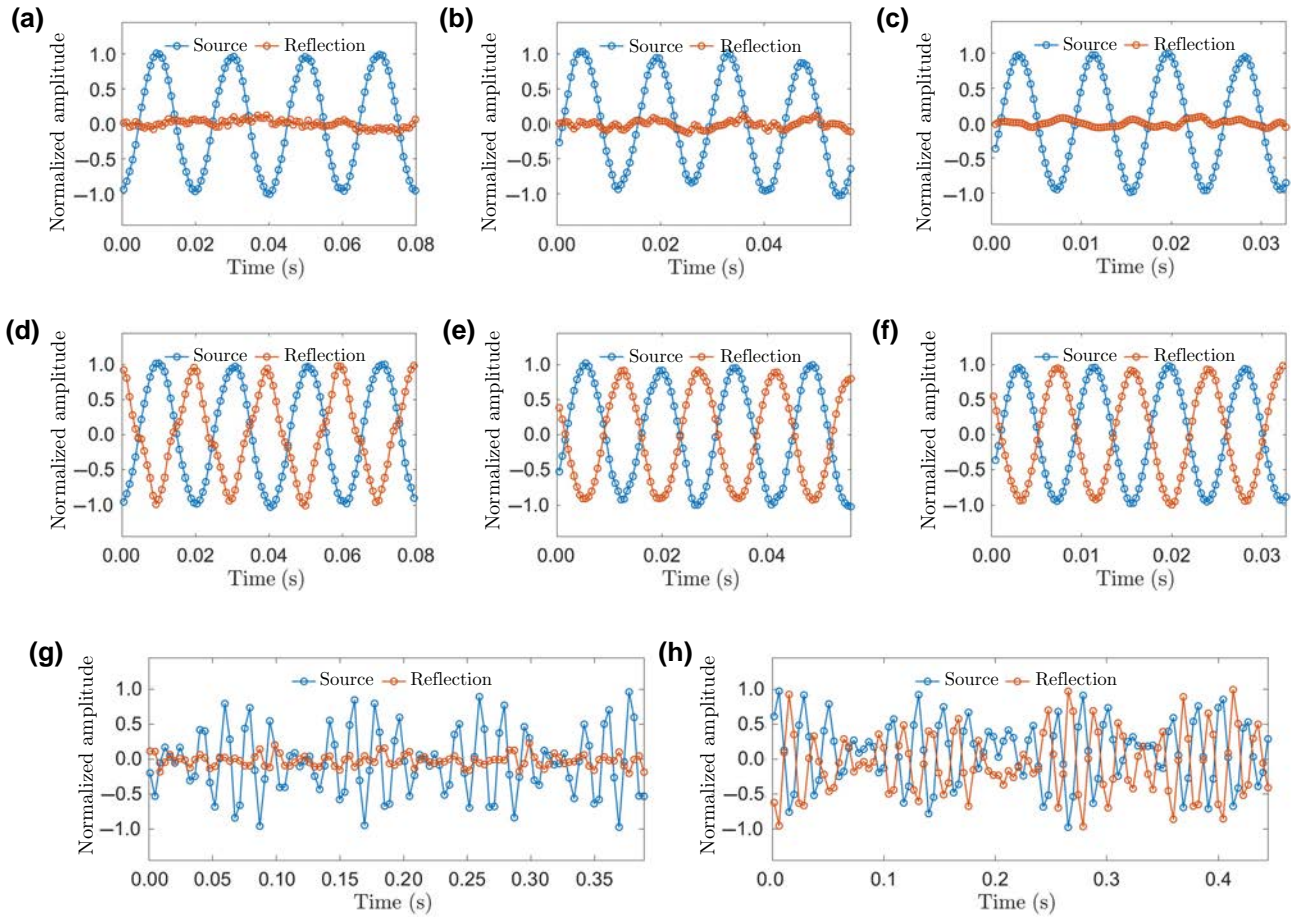 (a) (b) (c)
Normalized amplitude Normalized amplitude Normalized amplitude
Source Reflection Source Reflection Source Reflection
1.0 1.0 1.0
0.5 0.5 0.5
0.0 0.0 0.0
−0.5 −0.5 −0.5
−1.0 −1.0 −1.0
0.00 0.02 0.04 0.06 0.08 0.00 0.02 0.04 0.00 0.01 0.02 0.03
Time (s) Time (s) Time (s)
(d) (e) (f)
Normalized amplitude Normalized amplitude Normalized amplitude
Source Reflection Source Reflection Source Reflection
1.0 1.0 1.0
0.5 0.5 0.5
0.0 0.0 0.0
−0.5 −0.5 −0.5
−1.0 −1.0 −1.0
0.00 0.02 0.04 0.06 0.08 0.00 0.02 0.04 0.00 0.01 0.02 0.03
Time (s) Time (s) Time (s)
(g) (h)
Normalized amplitude Normalized amplitude
Source Reflection Source Reflection
1.0 1.0
0.5 0.5
0.0 0.0
−0.5 −0.5
−1.0 −1.0
0.00 0.05 0.10 0.15 0.20 0.25 0.30 0.35 0.0 0.1 0.2 0.3 0.4
Time (s) Time (s)